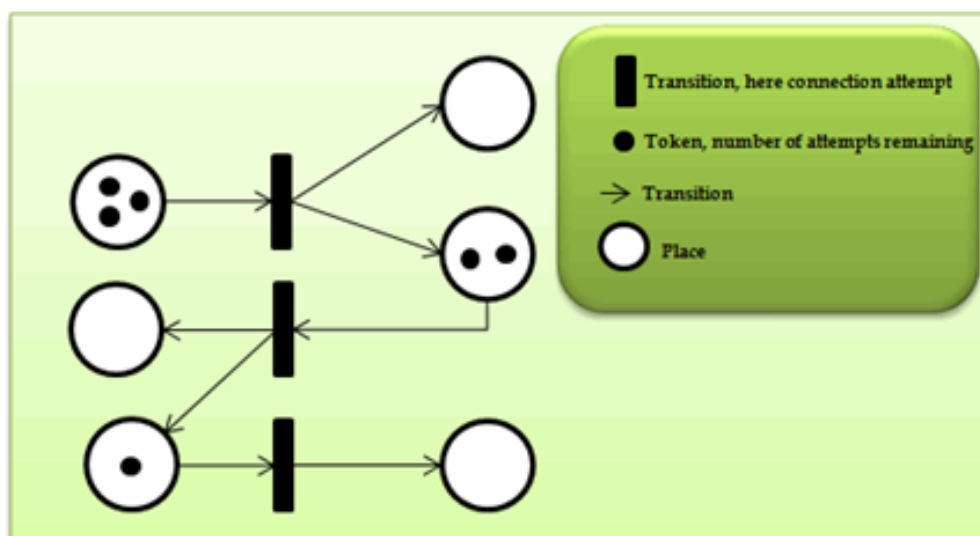 Transition, here connection attempt
Token, number of attempts remaining
Transition
Place